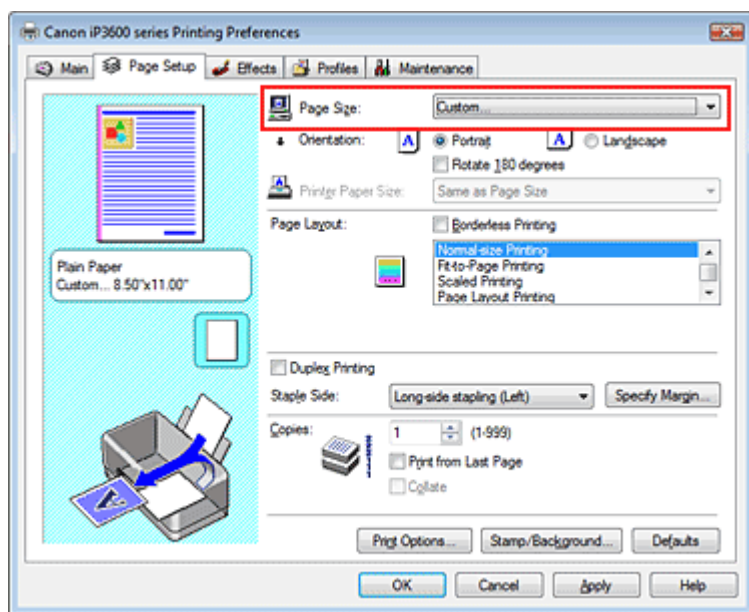 Canon iP3600 series Printing Preferences
Main Page Setup Effects Profiles Maintenance
Page Size: Custom...
Orientation: A Portrait A Landscape
Rotate 180 degrees
Printer Paper Size: Same as Page Size
Page Layout: Borderless Printing
Normal-size Printing
Fit-to-Page Printing
Scaled Printing
Page Layout Printing
Plain Paper
Custom... 8.50"x11.00"
Duplex Printing
Staple Side: Long-side stapling (Left) Specify Margin...
Copies: 1 (1-999)
Print from Last Page
Collate
Print Options... Stamp/Background... Defaults
OK Cancel Apply Help